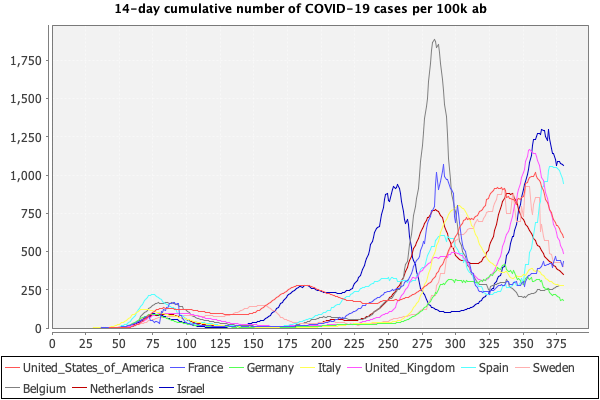 14-day cumulative number of COVID-19 cases per 100k ab
1,750
1,500
1,250
1,000
750
500
250
0
0 25 50 75 100 125 150 175 200 225 250 275 300 325 350 375
United_States_of_America France Germany Italy United_Kingdom Spain Sweden
Belgium Netherlands Israel